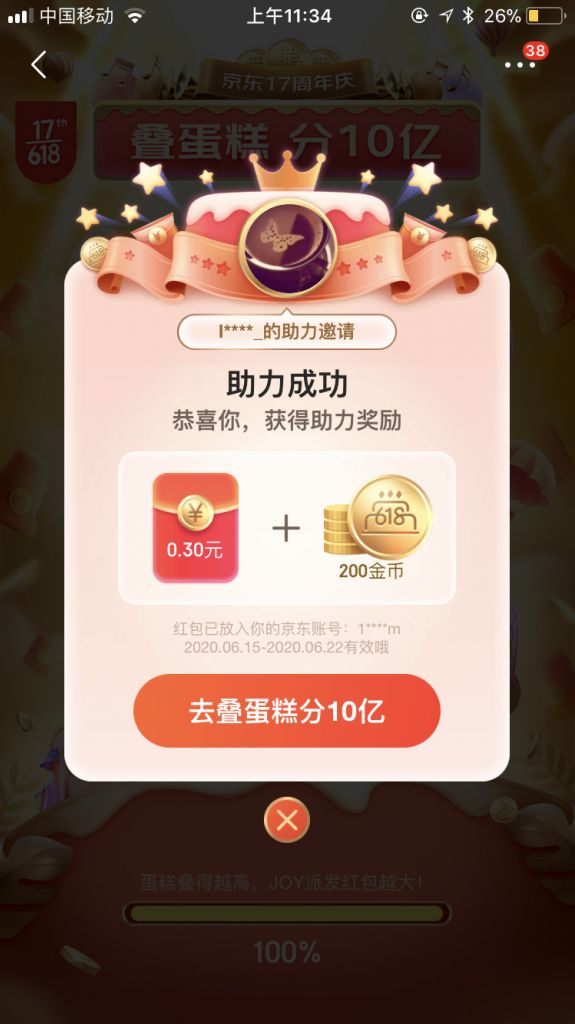 中国移动
上午11:34
26%
38
京东17周年庆
17th
618
叠蛋糕 分10亿
618
618
l****_的助力邀请
助力成功
恭喜你，获得助力奖励
¥
0.30元
+
618
200金币
红包已放入你的京东账号：1****m
2020.06.15-2020.06.22有效哦
去叠蛋糕分10亿
蛋糕叠得越高，JOY派发红包越大！
100%